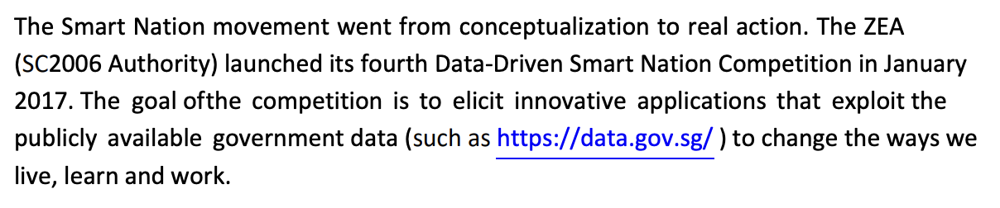 The Smart Nation movement went from conceptualization to real action. The ZEA
(SC2006 Authority) launched its fourth Data-Driven Smart Nation Competition in January
2017. The goal ofthe competition is to elicit innovative applications that exploit the
publicly available government data (such as https://data.gov.sg/ ) to change the ways we
live, learn and work.